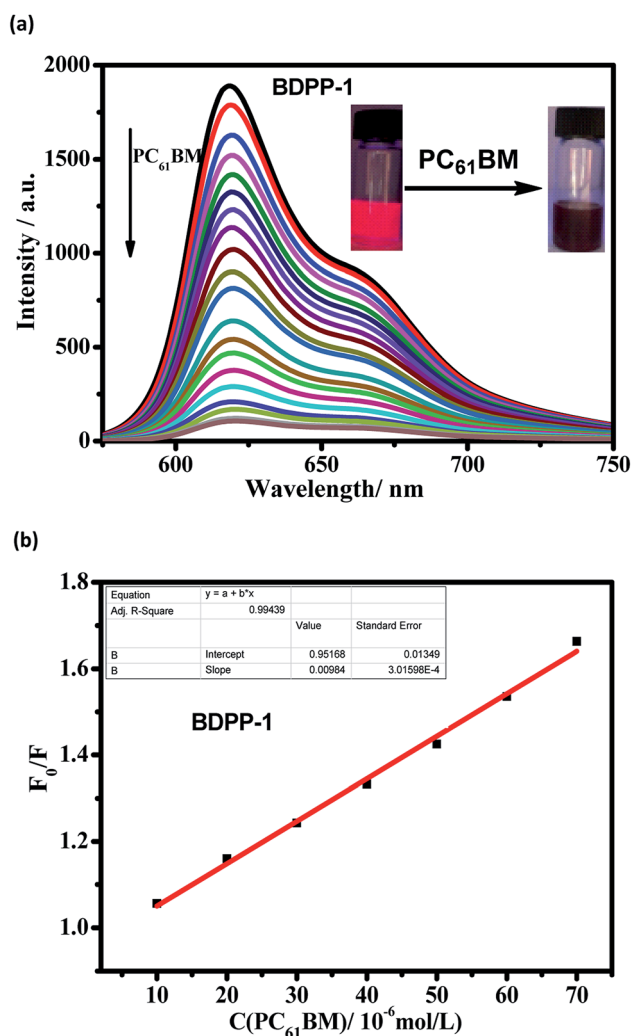 (a)
2000
1500
1000
500
0
600
650
700
750
Intensity / a.u.
Wavelength/ nm
BDPP-1
PC61BM
PC61BM
(b)
1.8
1.6
1.4
1.2
1.0
10
20
30
40
50
60
70
F0/F
C(PC61BM)/ 10-6mol/L)
Equation y = a + b*x
Adj. R-Square 0.99439
Value Standard Error
B Intercept 0.95168 0.01349
B Slope 0.00984 3.01598E-4
BDPP-1